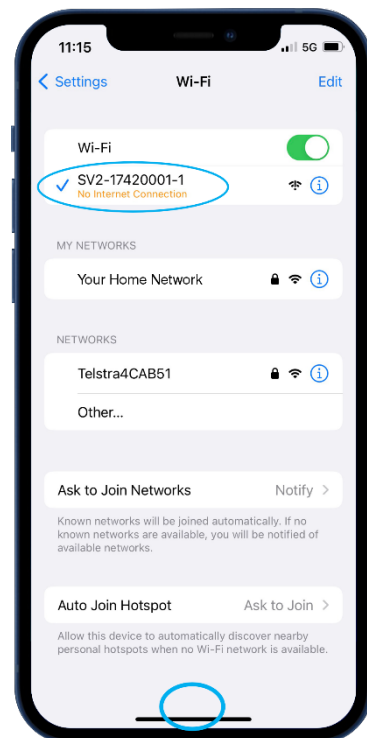 11:15 5G
Settings Wi-Fi Edit
Wi-Fi
SV2-17420001-1
No Internet Connection
MY NETWORKS
Your Home Network
NETWORKS
Telstra4CAB51
Other...
Ask to Join Networks Notify
Known networks will be joined automatically. If no
known networks are available, you will be notified of
available networks.
Auto Join Hotspot Ask to Join
Allow this device to automatically discover nearby
personal hotspots when no Wi-Fi network is available.